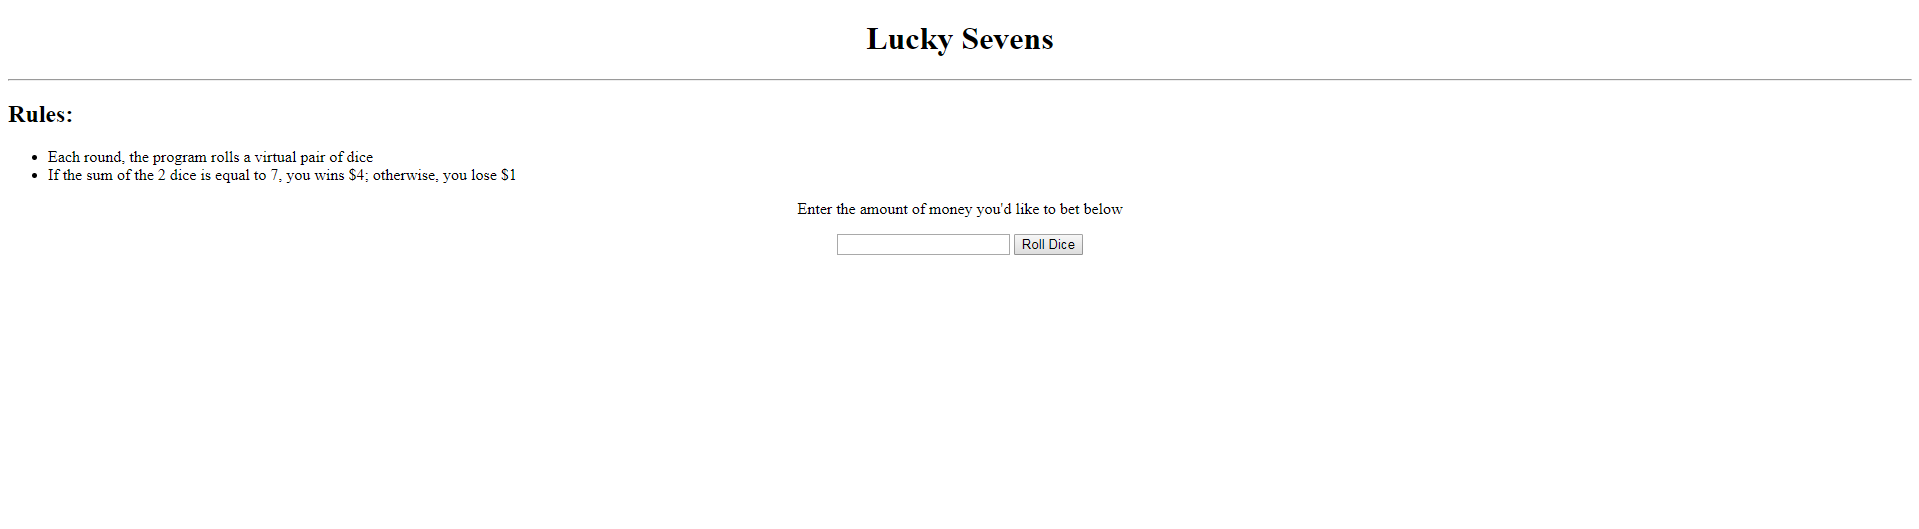 Lucky Sevens
Rules:
Each round, the program rolls a virtual pair of dice
If the sum of the 2 dice is equal to 7, you wins $4; otherwise, you lose $1
Enter the amount of money you'd like to bet below
Roll Dice